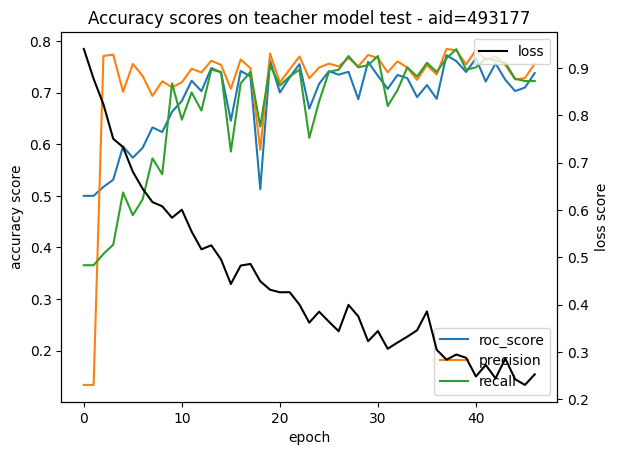 Accuracy scores on teacher model test - aid=493177
loss
0.8
0.7
0.6
0.5
0.4
0.3
0.2
accuracy score
0.9
0.8
0.7
0.6
0.5
0.4
0.3
0.2
loss score
roc_score
precision
recall
0
10
20
30
40
epoch